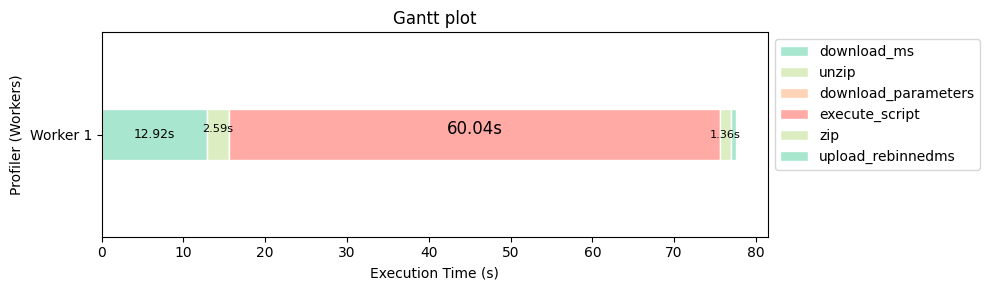 Gantt plot
Profiler (Workers)
Worker 1
12.92s
2.59s
60.04s
1.36s
0 10 20 30 40 50 60 70 80
Execution Time (s)
download_ms
unzip
download_parameters
execute_script
zip
upload_rebinnedms